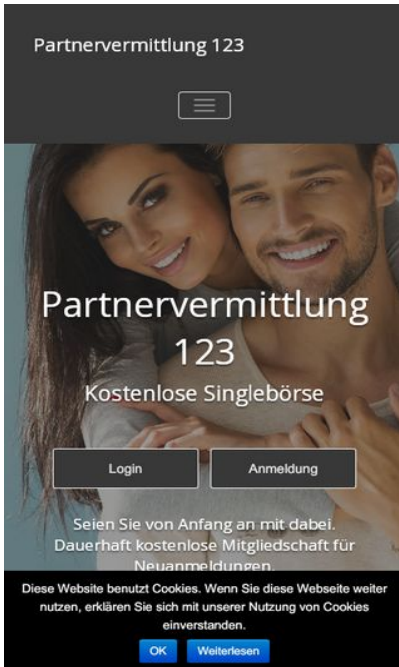 Partnervermittlung 123
Partnervermittlung
123
Kostenlose Singlebörse
Login
Anmeldung
Seien Sie von Anfang an mit dabei.
Dauerhaft kostenlose Mitgliedschaft für
Neuanmeldungen.
Diese Website benutzt Cookies. Wenn Sie diese Webseite weiter
nutzen, erklären Sie sich mit unserer Nutzung von Cookies
einverstanden.
OK
Weiterlesen